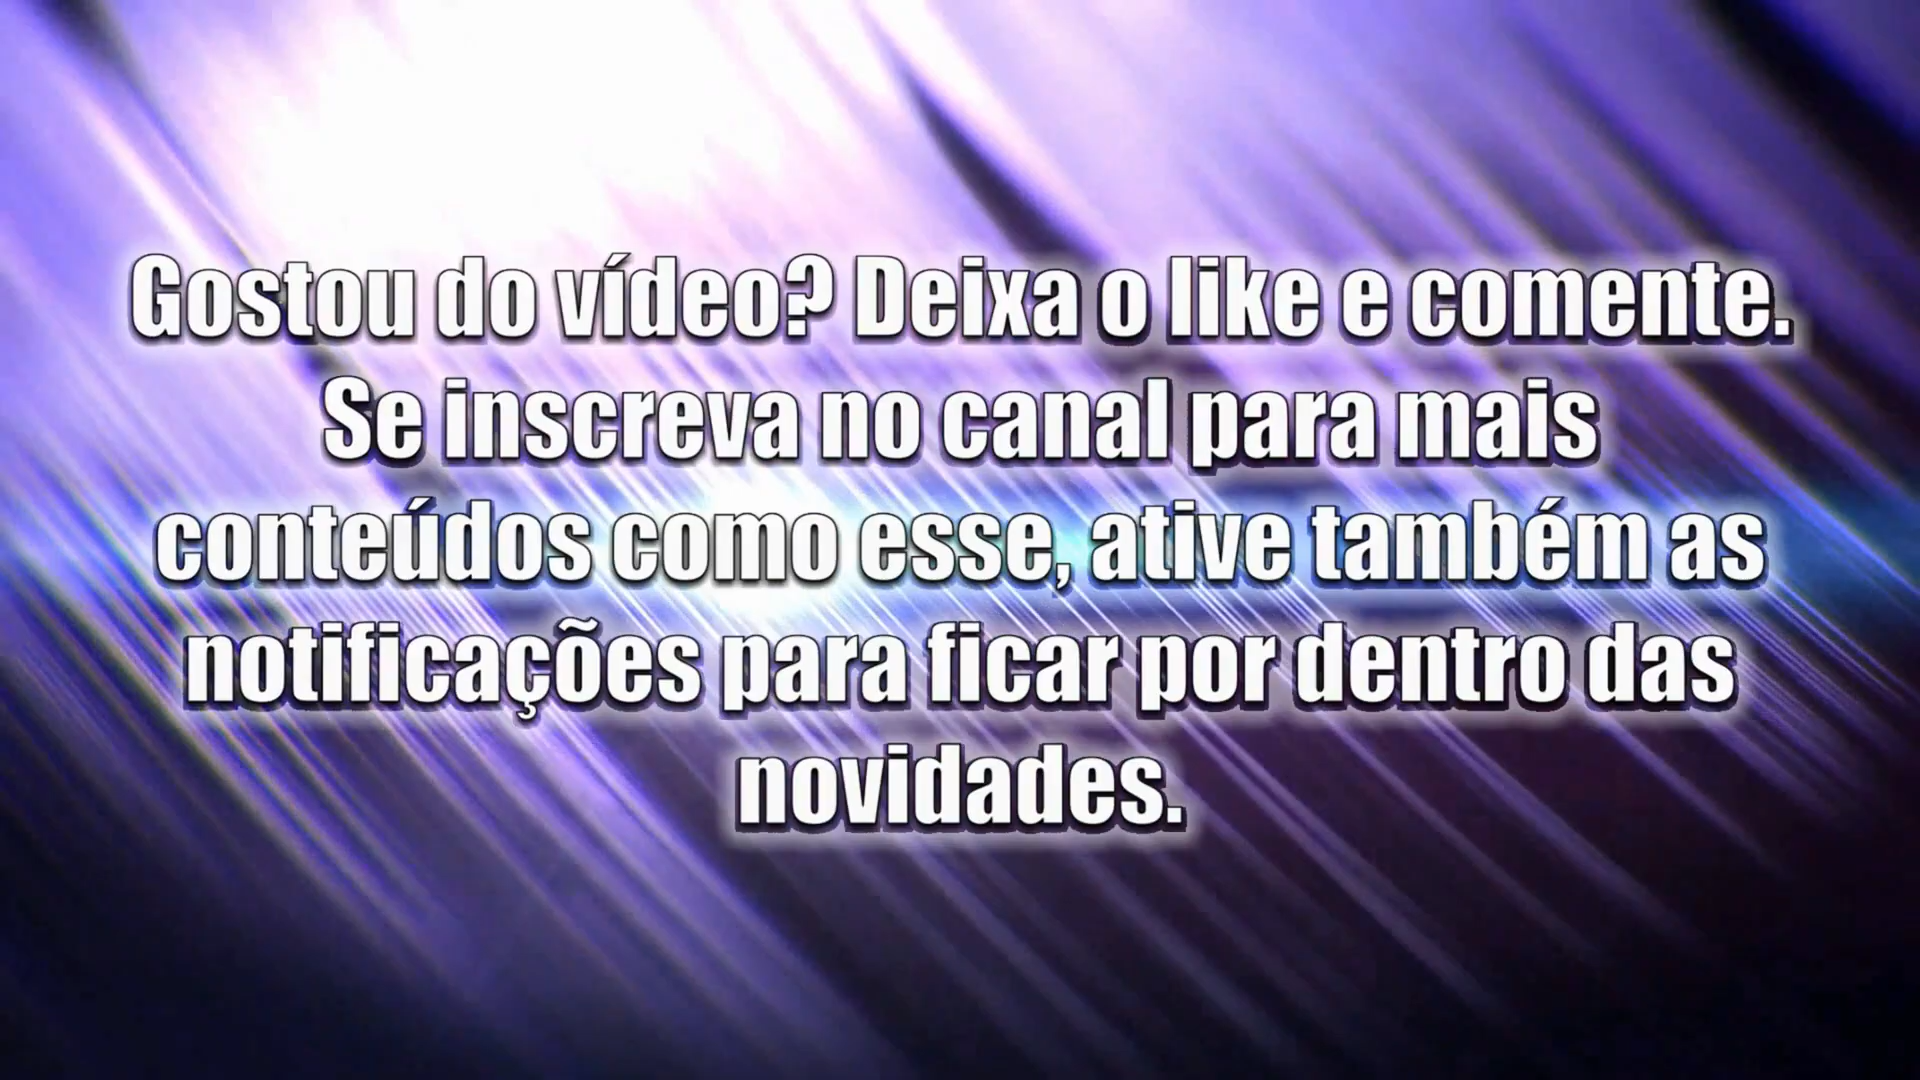 Gostou do vídeo? Deixa o like e comente.
Se inscreva no canal para mais
conteúdos como esse, ative também as
notificações para ficar por dentro das
novidades.